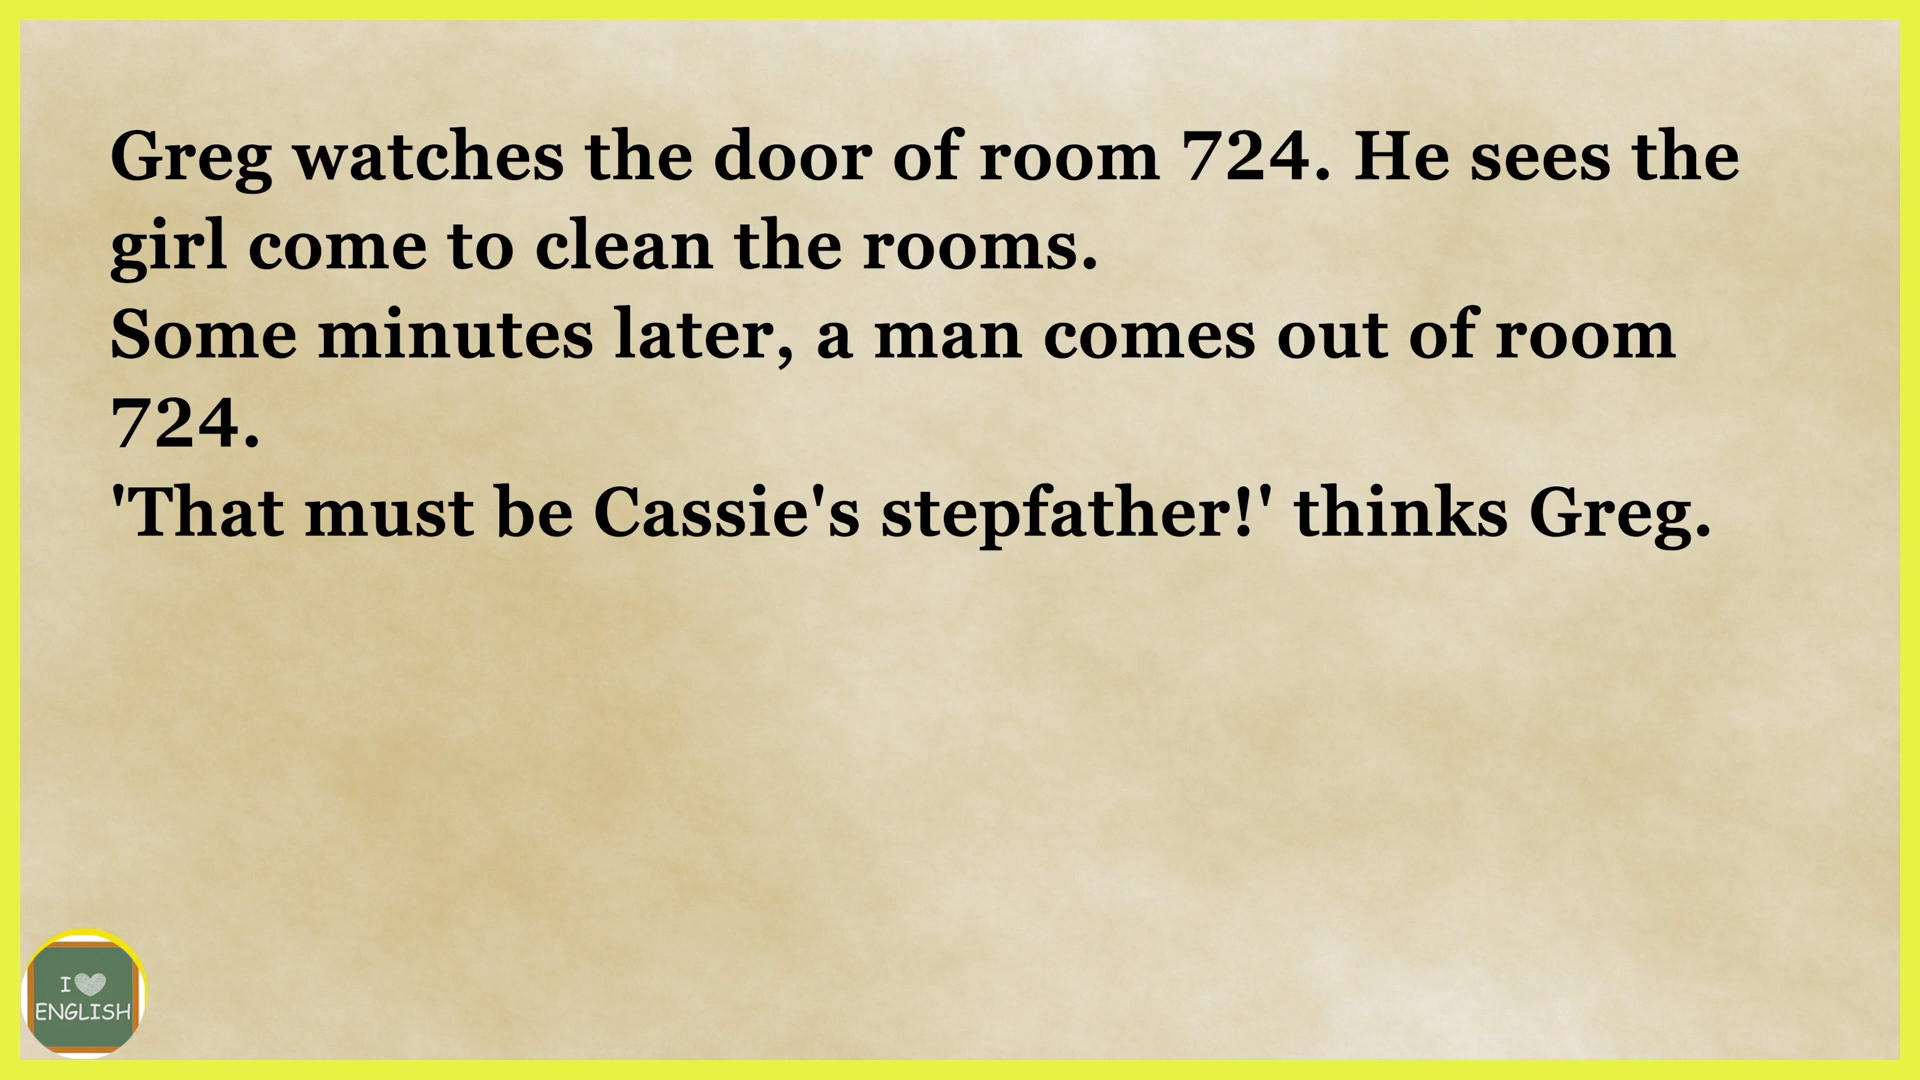 Greg watches the door of room 724. He sees the
girl come to clean the rooms.
Some minutes later, a man comes out of room
724.
'That must be Cassie's stepfather!' thinks Greg.
I
ENGLISH